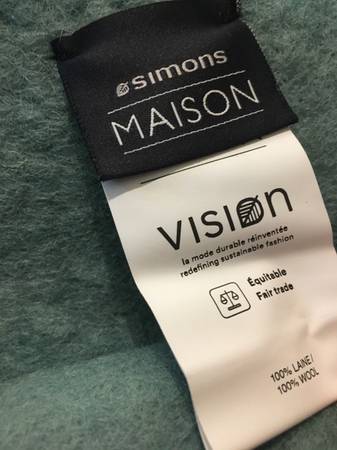 simons
MAISON
VISION
la mode durable réinventée
redefining sustainable fashion
Équitable
Fair trade
100% LAINE /
100% WOOL